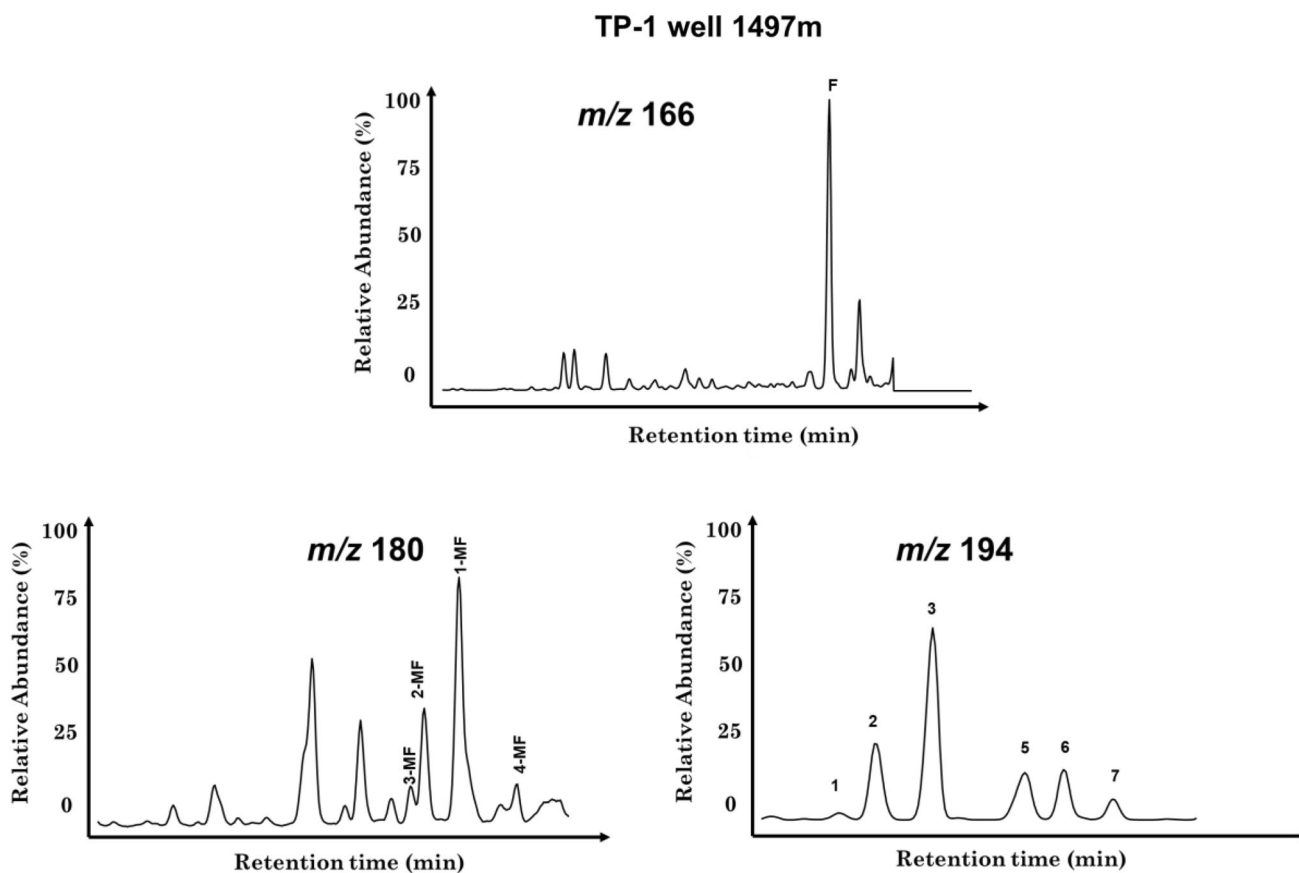 TP-1 well 1497m
F
m/z 166
100
75
50
25
0
Relative Abundance (%)
Retention time (min)
m/z 180
100
75
50
25
0
Relative Abundance (%)
3-MF
2-MF
1-MF
4-MF
Retention time (min)
m/z 194
100
75
50
25
0
Relative Abundance (%)
1
2
3
5
6
7
Retention time (min)